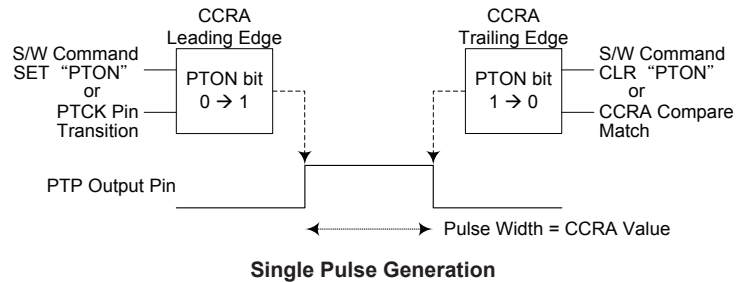 CCRA
Leading Edge
CCRA
Trailing Edge
S/W Command
SET “PTON”
or
PTCK Pin
Transition
PTON bit
0 → 1
PTON bit
1 → 0
S/W Command
CLR “PTON”
or
CCRA Compare
Match
PTP Output Pin
Pulse Width = CCRA Value
Single Pulse Generation